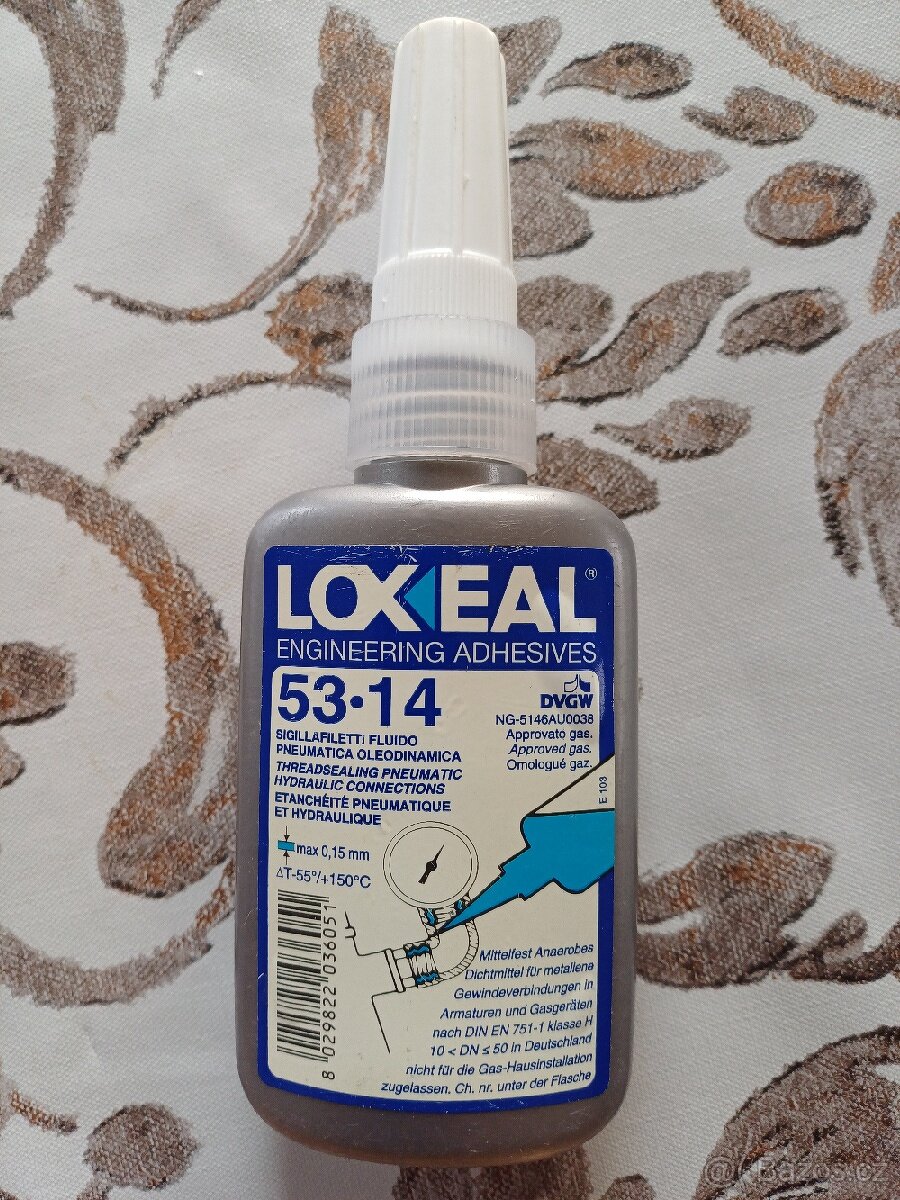 LOXEAL®
ENGINEERING ADHESIVES
53•14
DVGW
NG-5146AU0038
Approvato gas.
Approved gas.
Omologué gaz.
SIGILLAFILETTI FLUIDO
PNEUMATICA OLEODINAMICA
THREADSEALING PNEUMATIC
HYDRAULIC CONNECTIONS
ETANCHÉITÉ PNEUMATIQUE
ET HYDRAULIQUE
E 103
max 0,15 mm
ΔT-55°/+150°C
8 029822 036051
Mittelfest Anaerobes
Dichtmittel für metallene
Gewindeverbindungen in
Armaturen und Gasgeräten
nach DIN EN 751-1 klasse H
10 < DN ≤ 50 in Deutschland
nicht für die Gas-Hausinstallation
zugelassen. Ch. nr. unter der Flasche
Bazos.cz